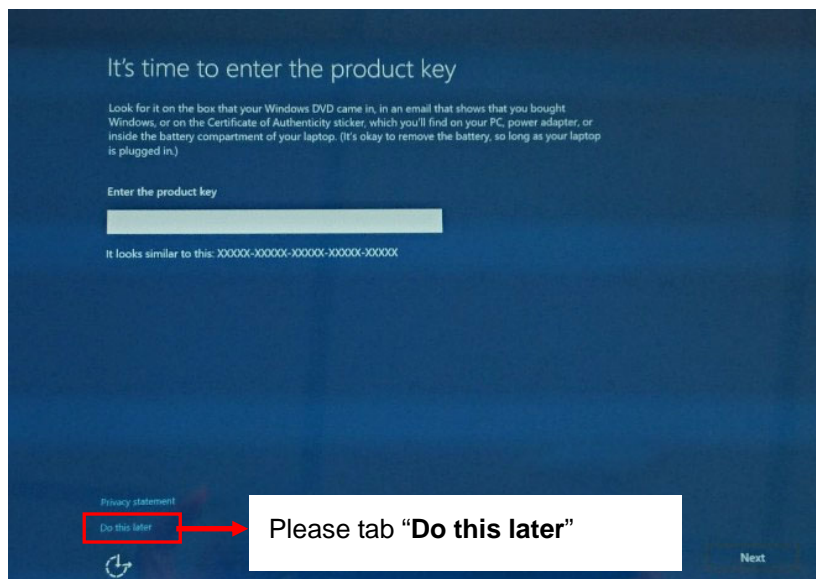 It's time to enter the product key
Look for it on the box that your Windows DVD came in, in an email that shows that you bought
Windows, or on the Certificate of Authenticity sticker, which you'll find on your PC, power adapter, or
inside the battery compartment of your laptop. (It's okay to remove the battery, so long as your laptop
is plugged in.)
Enter the product key
It looks similar to this: XXXXX-XXXXX-XXXXX-XXXXX-XXXXX
Privacy statement
Do this later
Please tab “Do this later”
Next